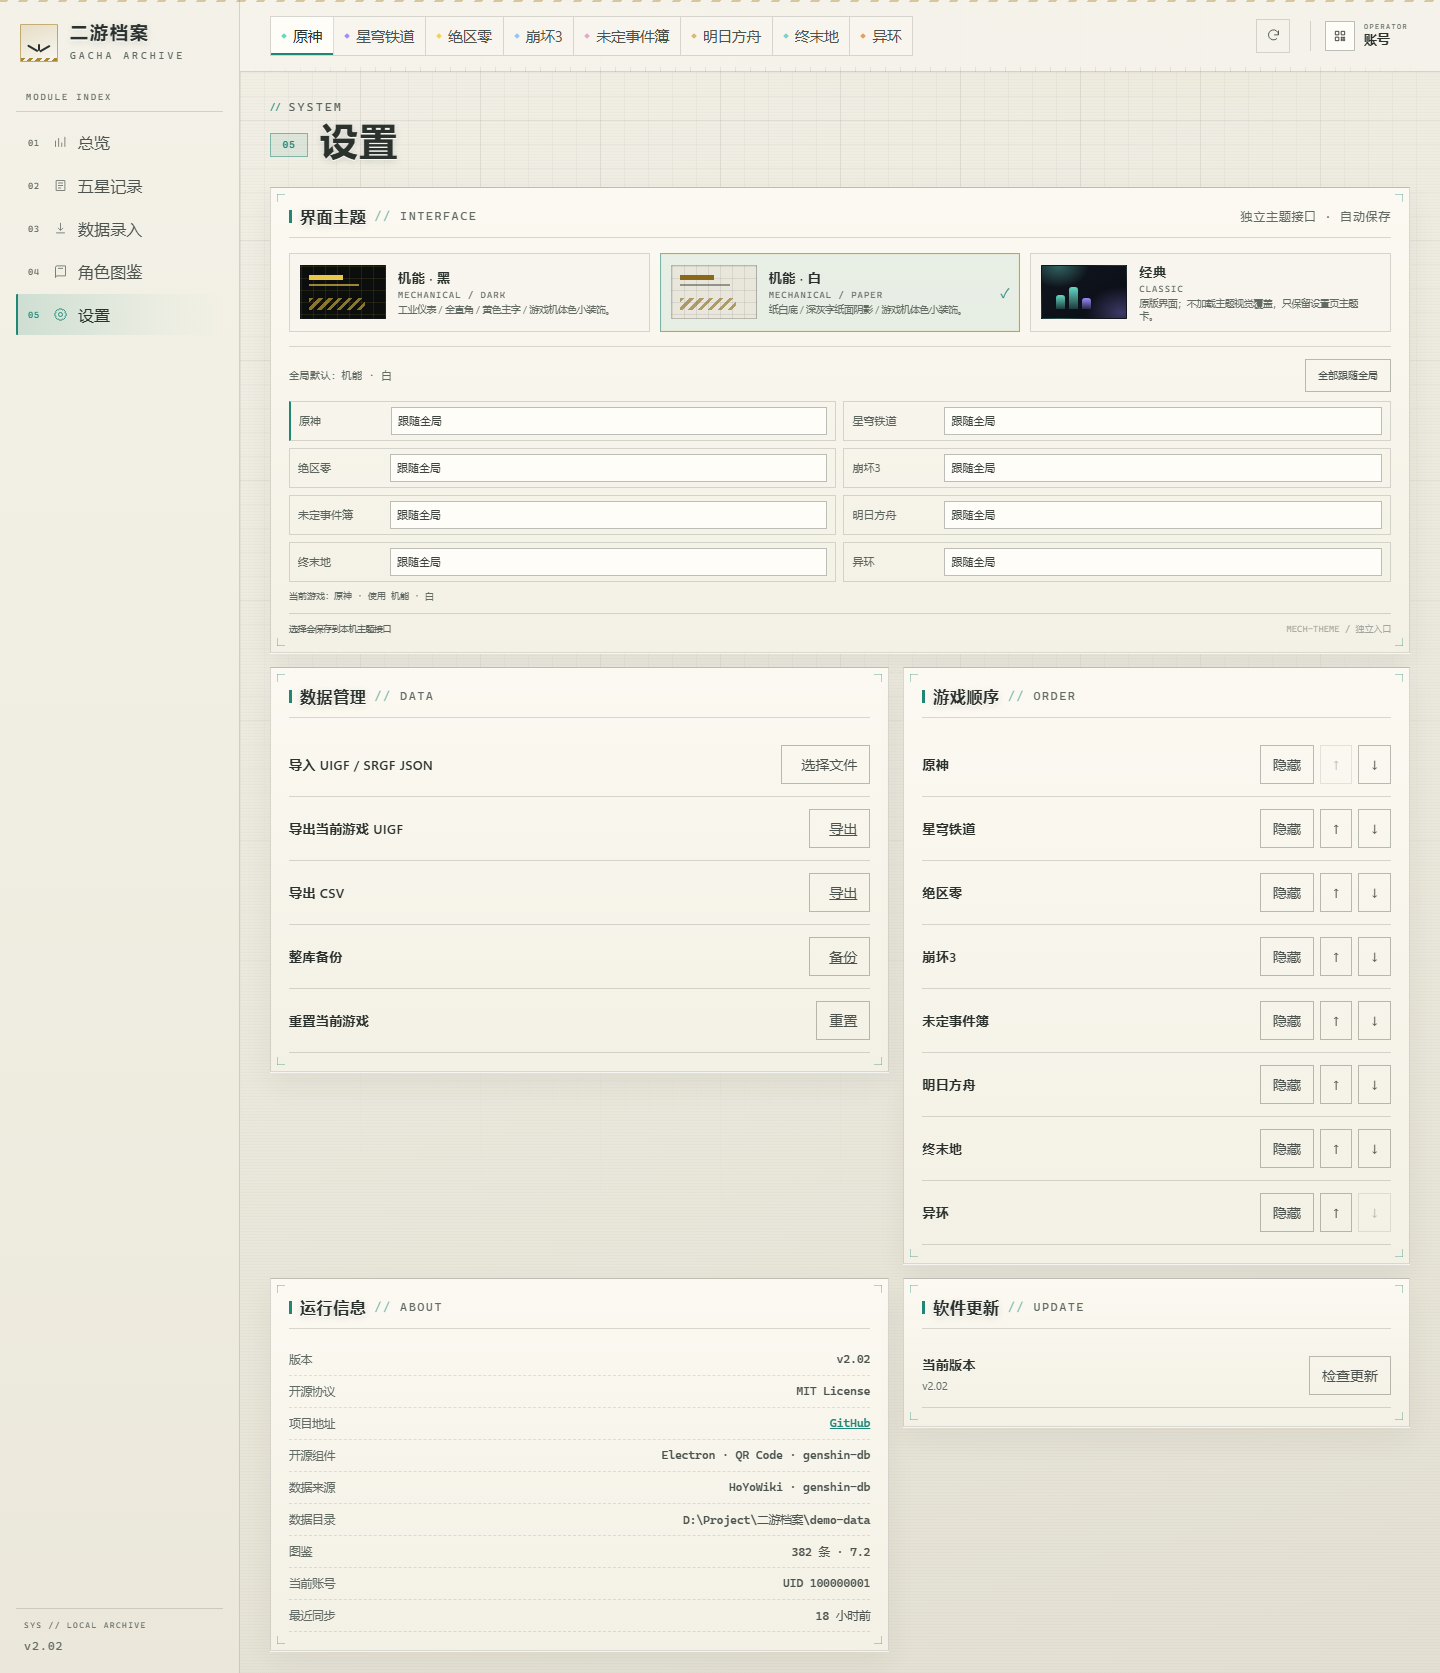 二游档案
GACHA ARCHIVE
MODULE INDEX
01 总览
02 五星记录
03 数据录入
04 角色图鉴
05 设置
SYS // LOCAL ARCHIVE
v2.02
原神 星穹铁道 绝区零 崩坏3 未定事件簿 明日方舟 终末地 异环
OPERATOR
账号
// SYSTEM
05 设置
界面主题 // INTERFACE
独立主题接口 · 自动保存
机能 · 黑
MECHANICAL / DARK
工业仪表 / 全直角 / 黄色主字 / 游戏机体色小装饰。
机能 · 白
MECHANICAL / PAPER
纸白底 / 深灰字纸面阴影 / 游戏机体色小装饰。
✓
经典
CLASSIC
原版界面；不加载主题视觉覆盖，只保留设置页主题
卡。
全局默认：机能 · 白
全部跟随全局
原神 跟随全局
星穹铁道 跟随全局
绝区零 跟随全局
崩坏3 跟随全局
未定事件簿 跟随全局
明日方舟 跟随全局
终末地 跟随全局
异环 跟随全局
当前游戏：原神 · 使用 机能 · 白
选择会保存到本机主题接口
MECH-THEME / 独立入口
数据管理 // DATA
导入 UIGF / SRGF JSON 选择文件
导出当前游戏 UIGF 导出
导出 CSV 导出
整库备份 备份
重置当前游戏 重置
游戏顺序 // ORDER
原神 隐藏 ↑ ↓
星穹铁道 隐藏 ↑ ↓
绝区零 隐藏 ↑ ↓
崩坏3 隐藏 ↑ ↓
未定事件簿 隐藏 ↑ ↓
明日方舟 隐藏 ↑ ↓
终末地 隐藏 ↑ ↓
异环 隐藏 ↑ ↓
运行信息 // ABOUT
版本 v2.02
开源协议 MIT License
项目地址 GitHub
开源组件 Electron · QR Code · genshin-db
数据来源 HoYoWiki · genshin-db
数据目录 D:\Project\二游档案\demo-data
图鉴 382 条 · 7.2
当前账号 UID 100000001
最近同步 18 小时前
软件更新 // UPDATE
当前版本
v2.02
检查更新